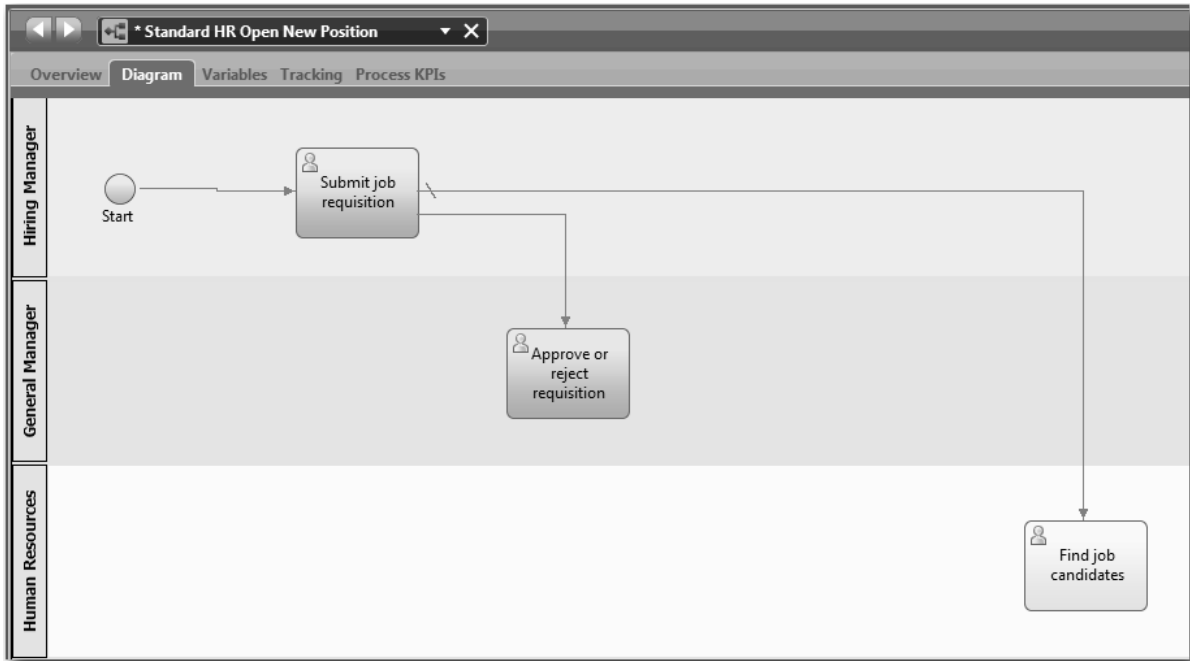 * Standard HR Open New Position
Overview Diagram Variables Tracking Process KPIs
Hiring Manager
Start
Submit job
requisition
General Manager
Approve or
reject
requisition
Human Resources
Find job
candidates